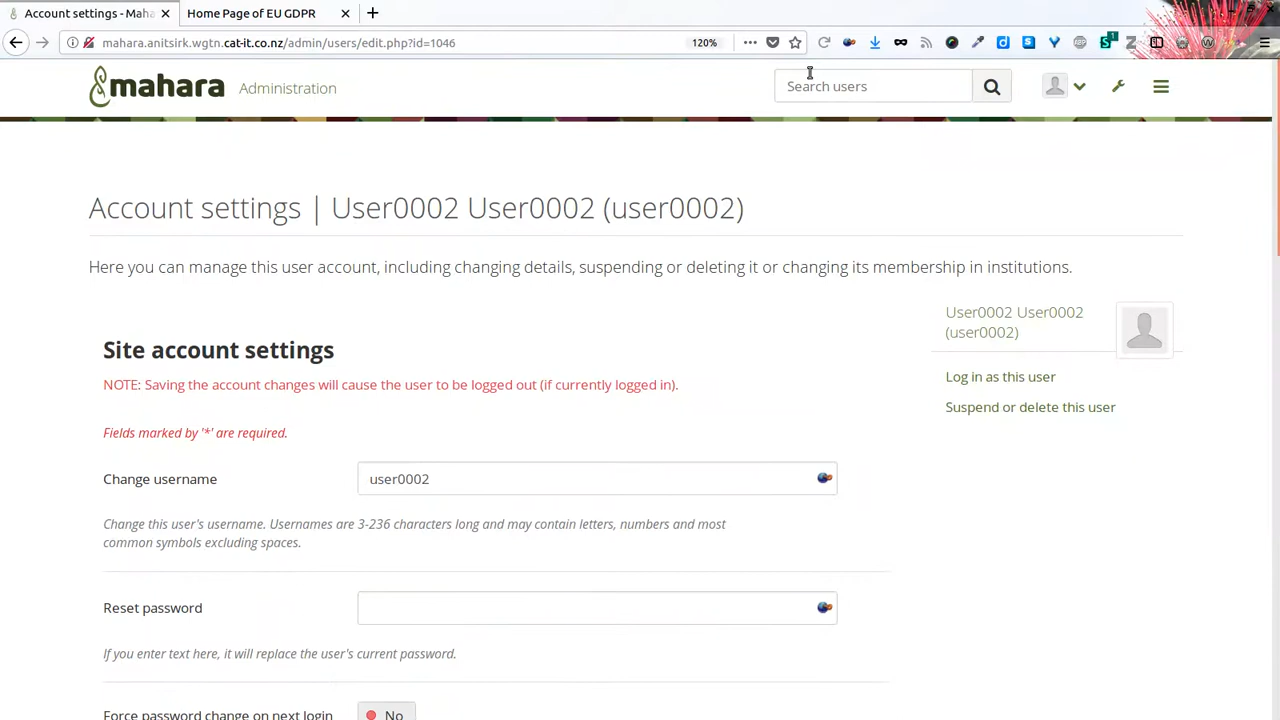 Account settings - Mah
Home Page of EU GDPR
mahara.anitsirk.wgtn.cat-it.co.nz/admin/users/edit.php?id=1046
120%
mahara
Administration
Search users
Account settings | User0002 User0002 (user0002)
Here you can manage this user account, including changing details, suspending or deleting it or changing its membership in institutions.
User0002 User0002
(user0002)
Site account settings
NOTE: Saving the account changes will cause the user to be logged out (if currently logged in).
Log in as this user
Suspend or delete this user
Fields marked by '*' are required.
Change username
user0002
Change this user's username. Usernames are 3-236 characters long and may contain letters, numbers and most
common symbols excluding spaces.
Reset password
If you enter text here, it will replace the user's current password.
Force password change on next login
No